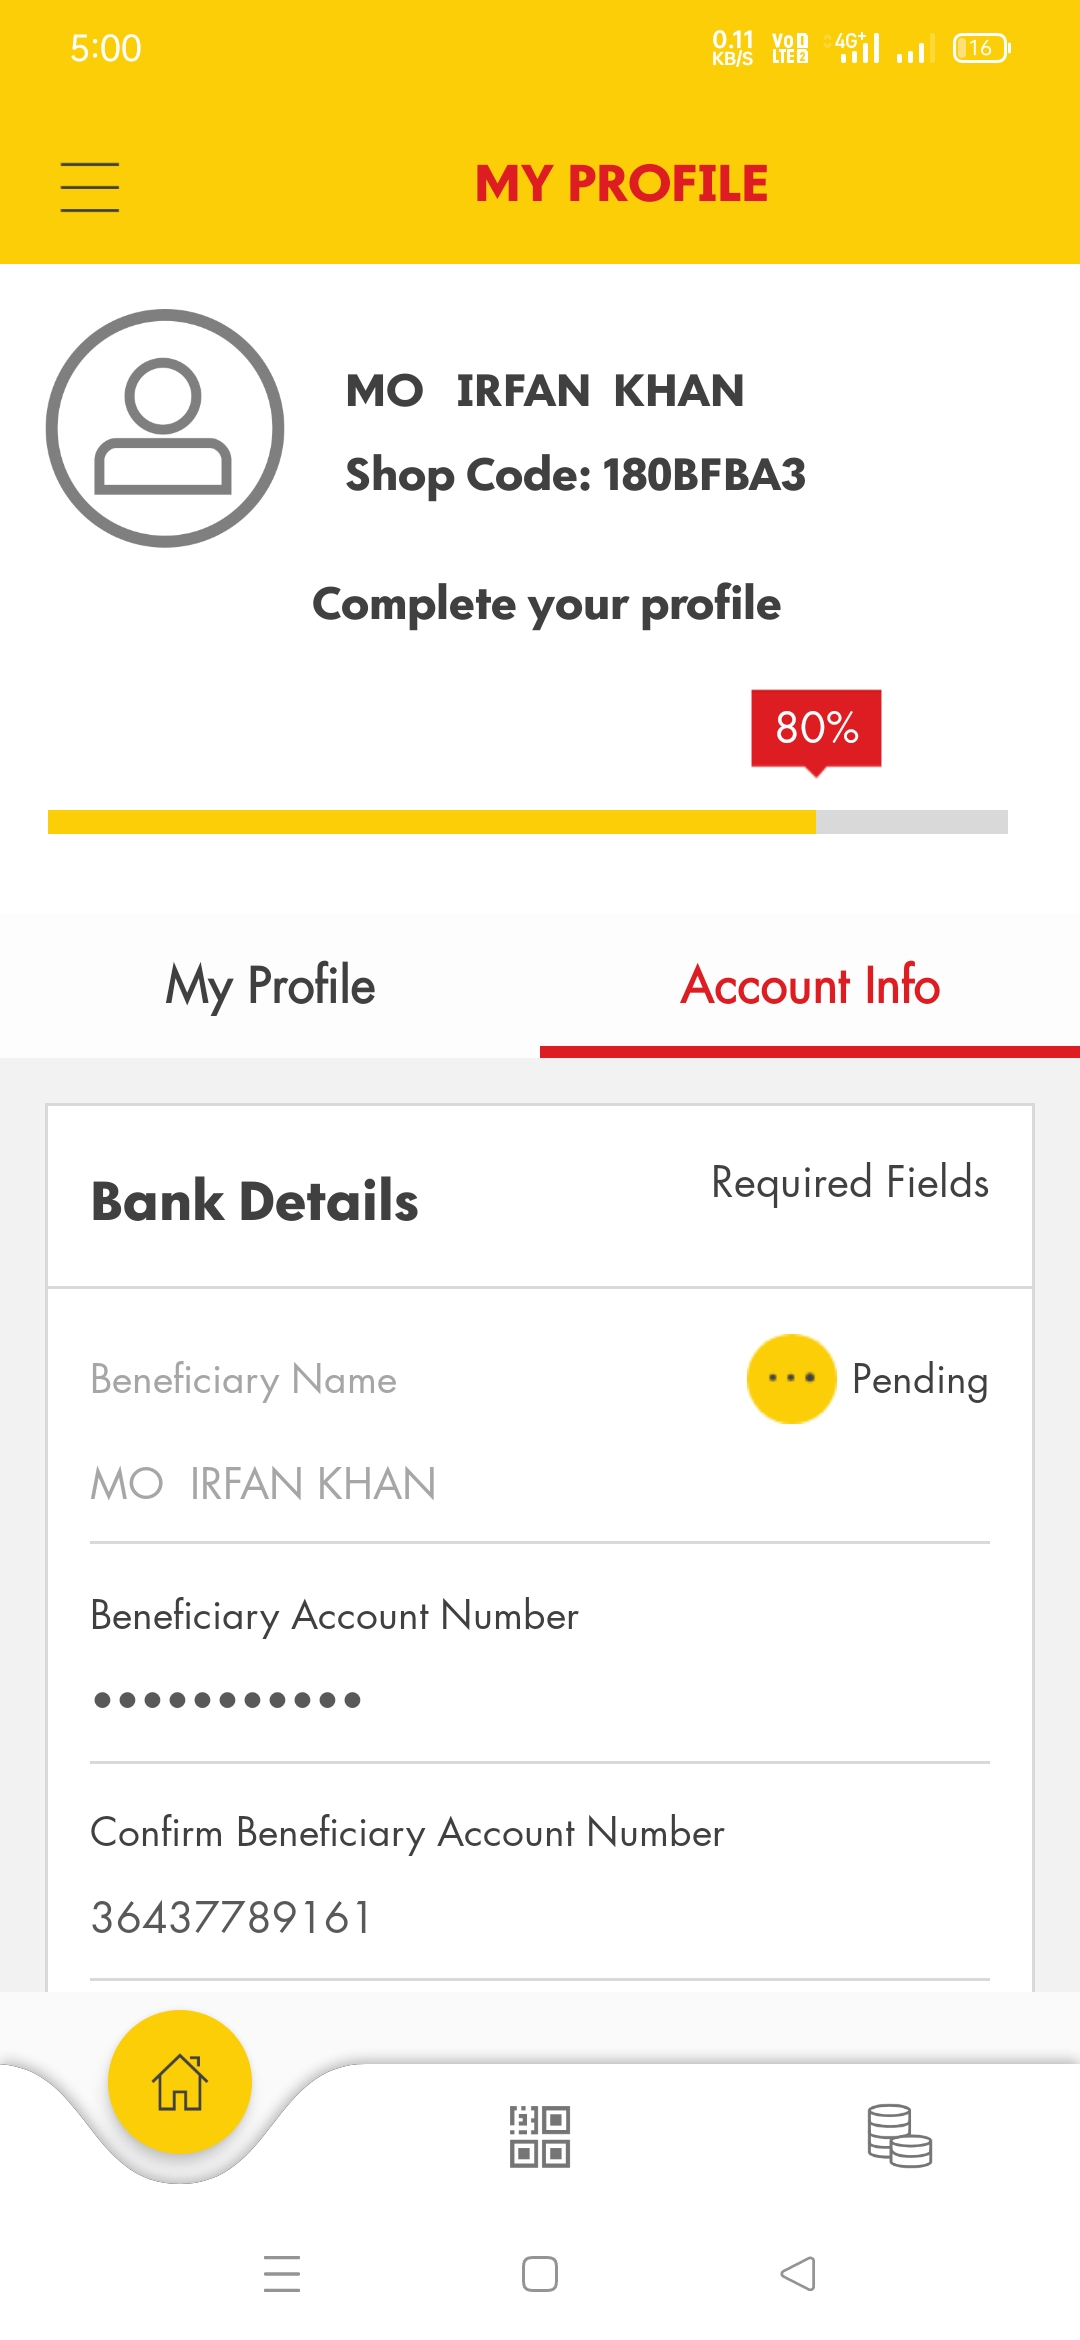 5:00
0.11 KB/S VoLTE 1 2 4G+ 16
MY PROFILE
MO IRFAN KHAN
Shop Code: 180BFBA3
Complete your profile
80%
My Profile
Account Info
Bank Details
Required Fields
Beneficiary Name
Pending
MO IRFAN KHAN
Beneficiary Account Number
•••••••••••
Confirm Beneficiary Account Number
36437789161